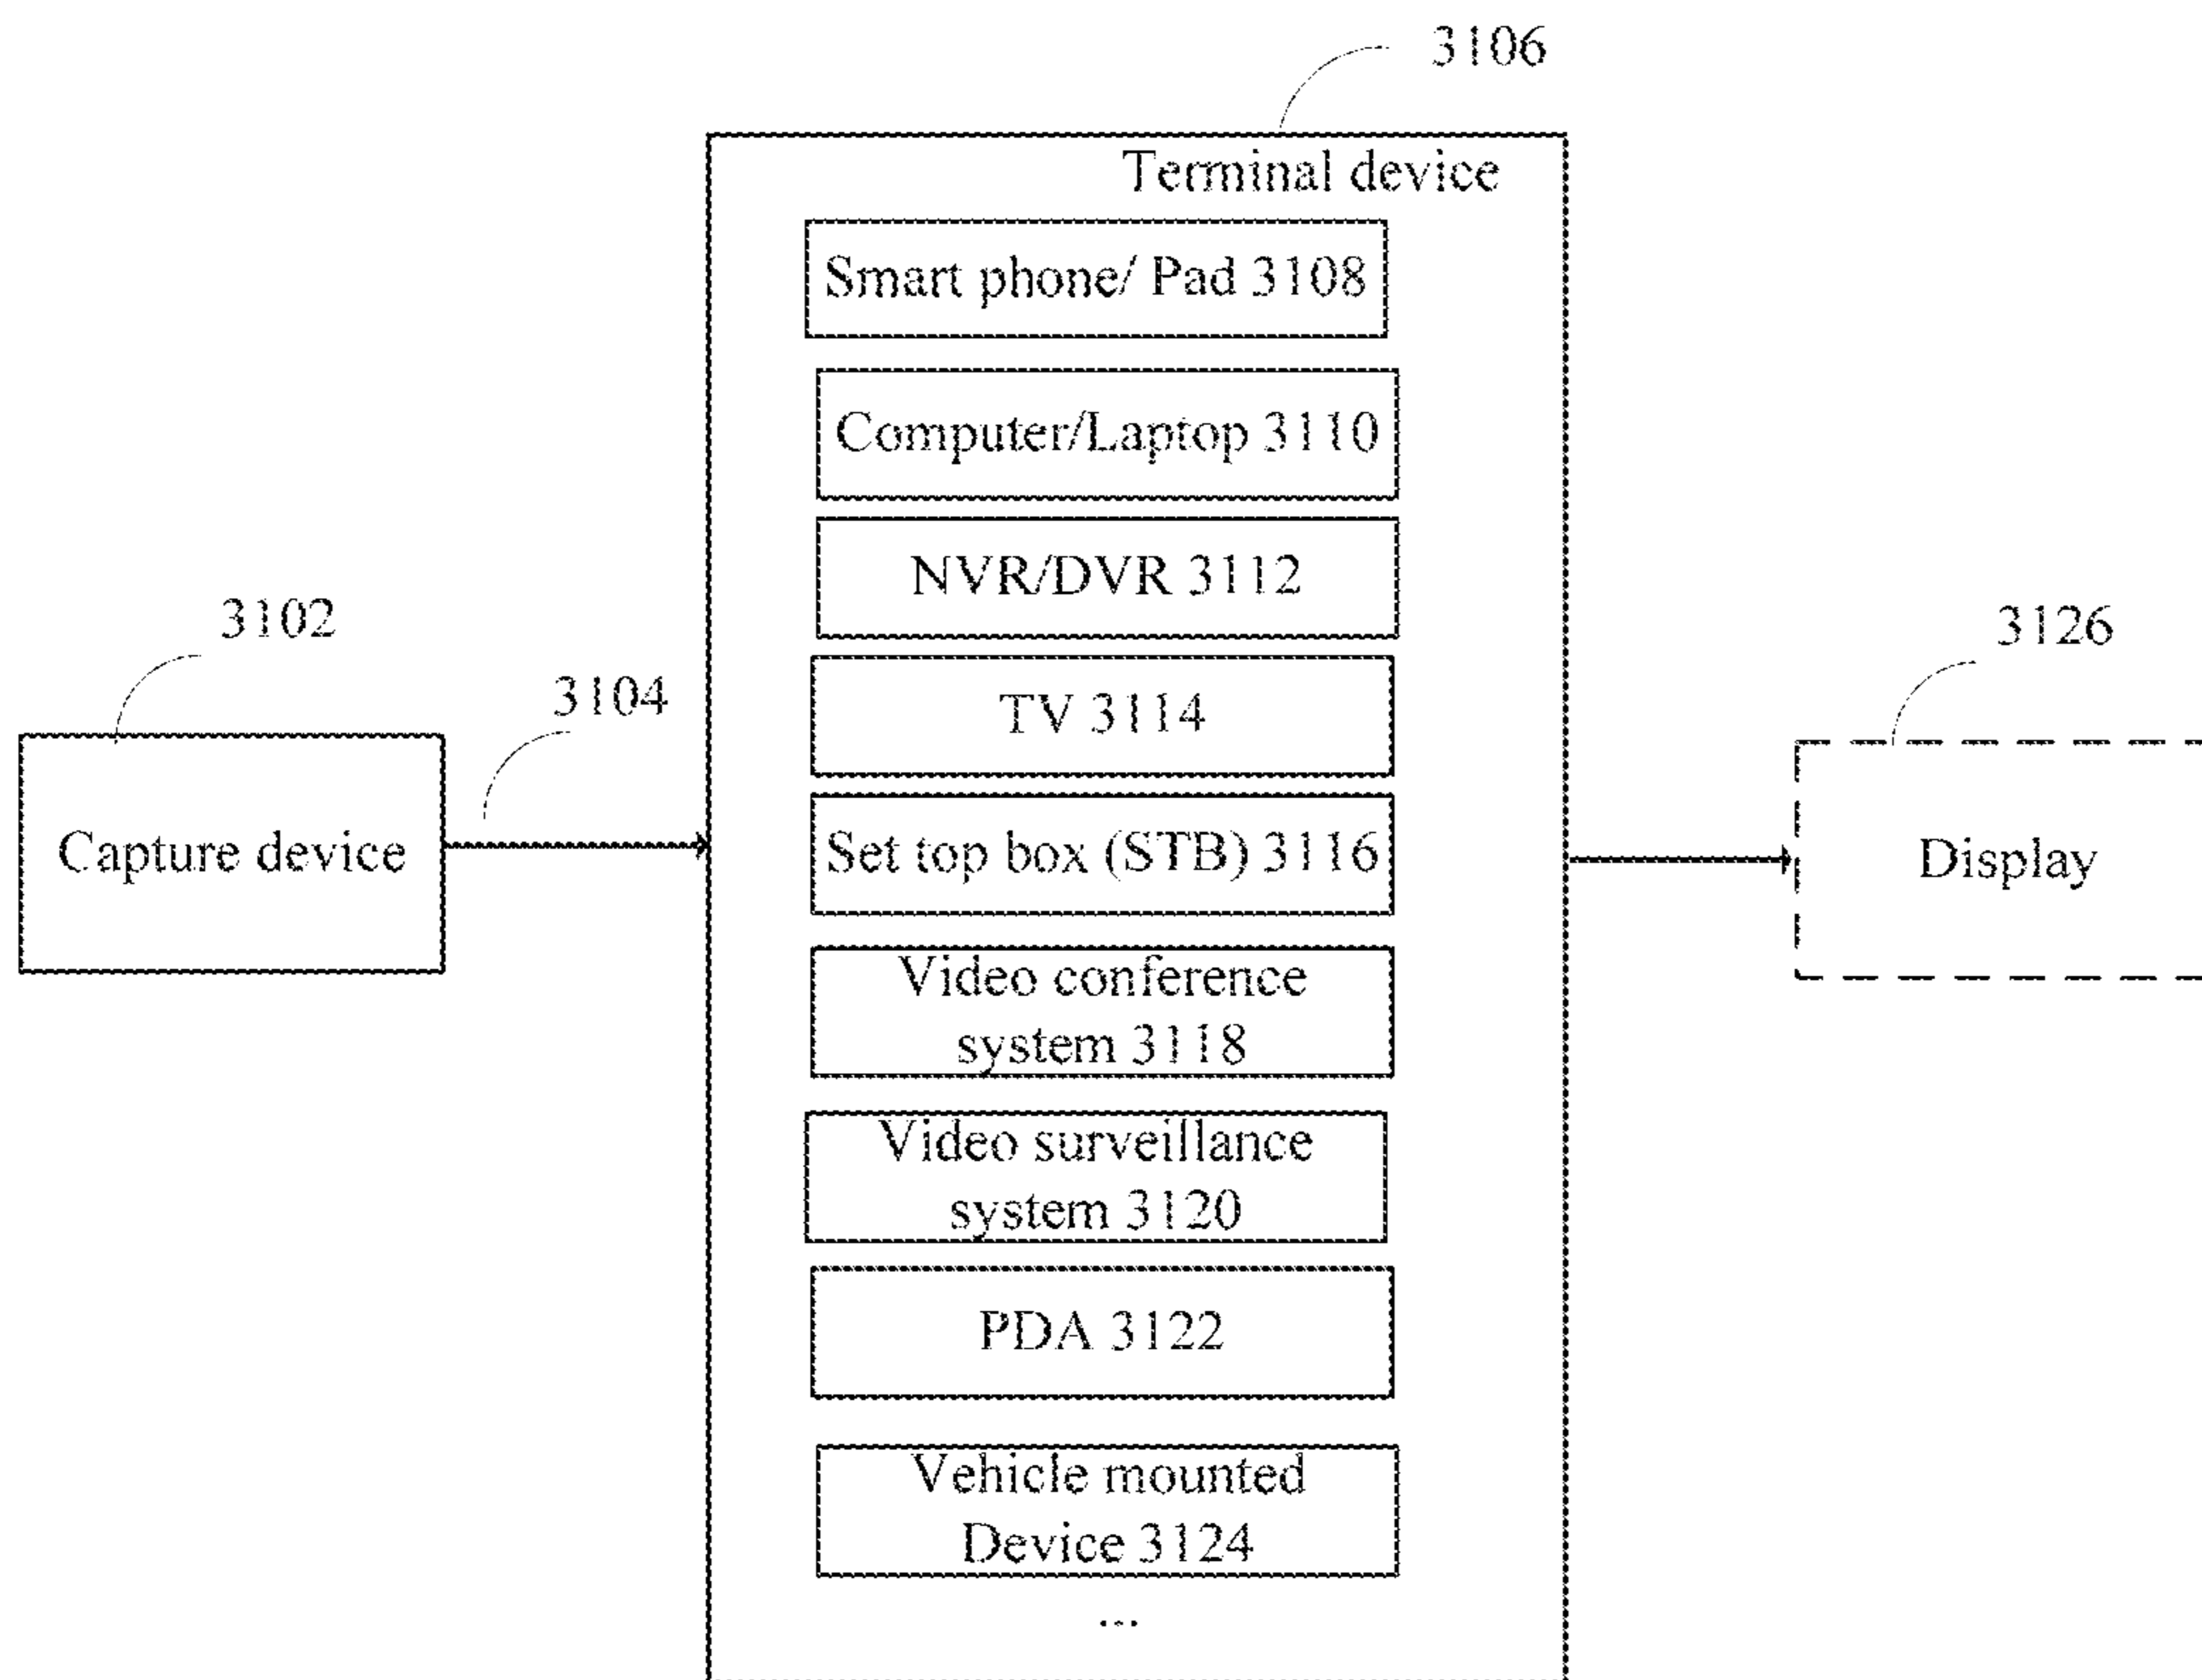 3106
Terminal device
Smart phone/ Pad 3108
Computer/Laptop 3110
NVR/DVR 3112
3102
3104
TV 3114
3126
Capture device
Set top box (STB) 3116
Display
Video conference
system 3118
Video surveillance
system 3120
PDA 3122
Vehicle mounted
Device 3124
...